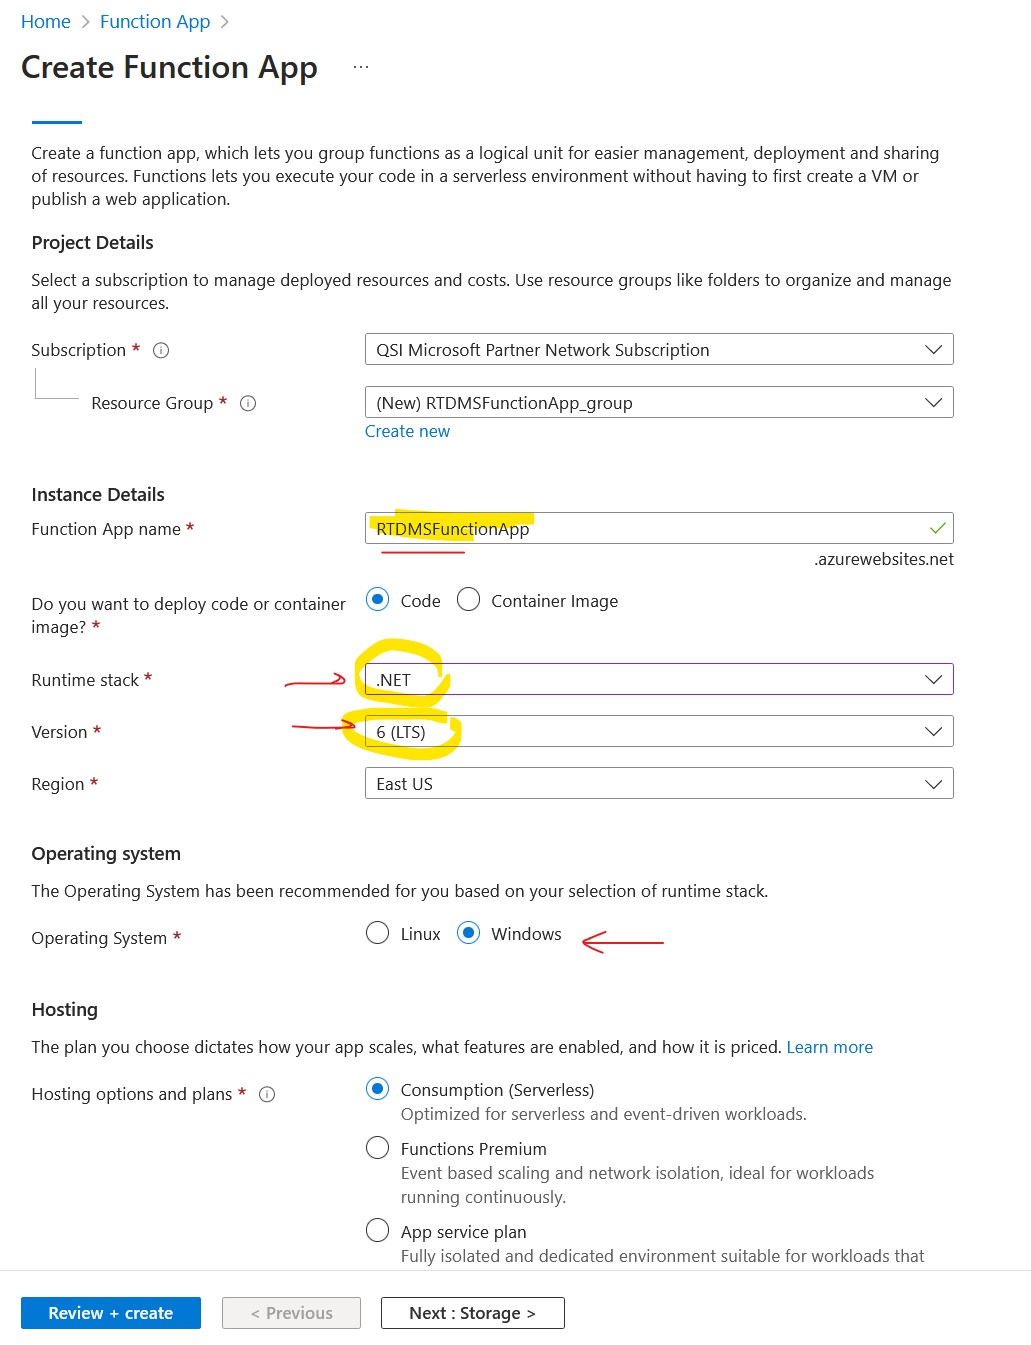 Home > Function App >
Create Function App ...
Create a function app, which lets you group functions as a logical unit for easier management, deployment and sharing
of resources. Functions lets you execute your code in a serverless environment without having to first create a VM or
publish a web application.
Project Details
Select a subscription to manage deployed resources and costs. Use resource groups like folders to organize and manage
all your resources.
Subscription * QSI Microsoft Partner Network Subscription
Resource Group * (New) RTDMSFunctionApp_group
Create new
Instance Details
Function App name * RTDMSFunctionApp
.azurewebsites.net
Do you want to deploy code or container
image? *
Code Container Image
Runtime stack * .NET
Version * 6 (LTS)
Region * East US
Operating system
The Operating System has been recommended for you based on your selection of runtime stack.
Operating System * Linux Windows
Hosting
The plan you choose dictates how your app scales, what features are enabled, and how it is priced. Learn more
Hosting options and plans * Consumption (Serverless)
Optimized for serverless and event-driven workloads.
Functions Premium
Event based scaling and network isolation, ideal for workloads
running continuously.
App service plan
Fully isolated and dedicated environment suitable for workloads that
Review + create < Previous Next : Storage >